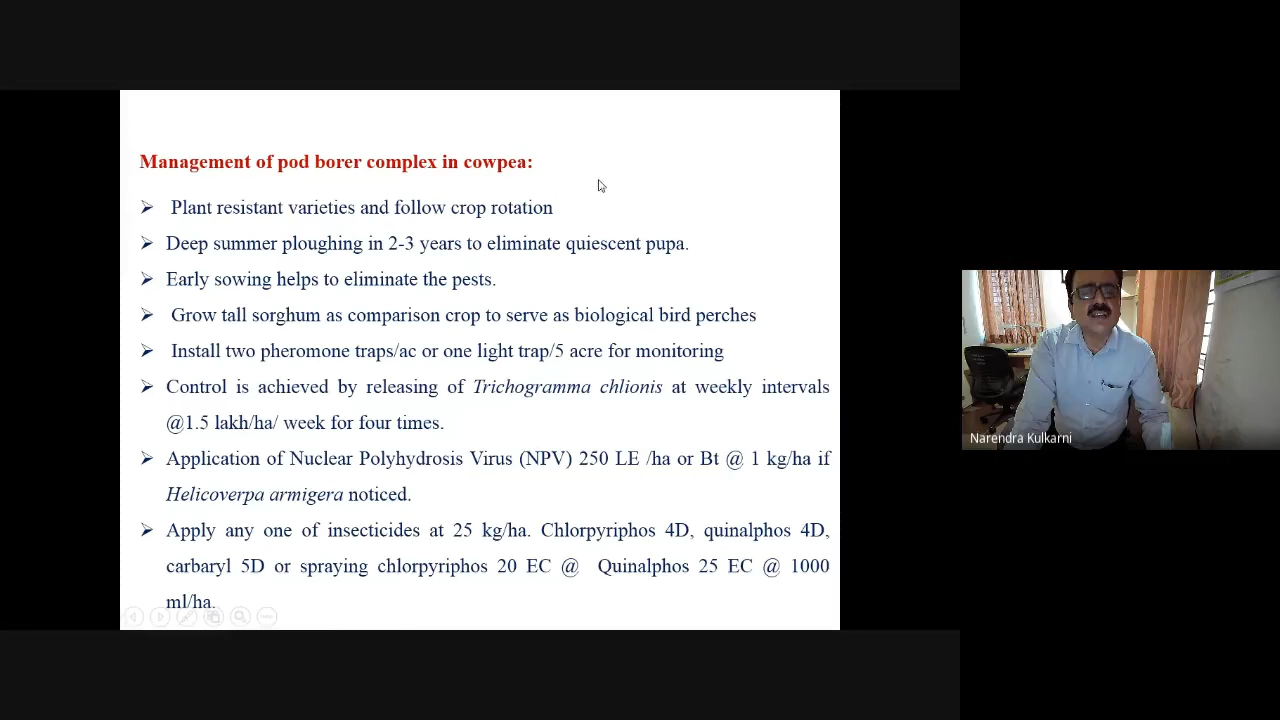 Management of pod borer complex in cowpea:
Plant resistant varieties and follow crop rotation
Deep summer ploughing in 2-3 years to eliminate quiescent pupa.
Early sowing helps to eliminate the pests.
Grow tall sorghum as comparison crop to serve as biological bird perches
Install two pheromone traps/ac or one light trap/5 acre for monitoring
Control is achieved by releasing of Trichogramma chlionis at weekly intervals
@1.5 lakh/ha/ week for four times.
Application of Nuclear Polyhydrosis Virus (NPV) 250 LE /ha or Bt @ 1 kg/ha if
Helicoverpa armigera noticed.
Apply any one of insecticides at 25 kg/ha. Chlorpyriphos 4D, quinalphos 4D,
carbaryl 5D or spraying chlorpyriphos 20 EC @ Quinalphos 25 EC @ 1000
ml/ha.
Narendra Kulkarni